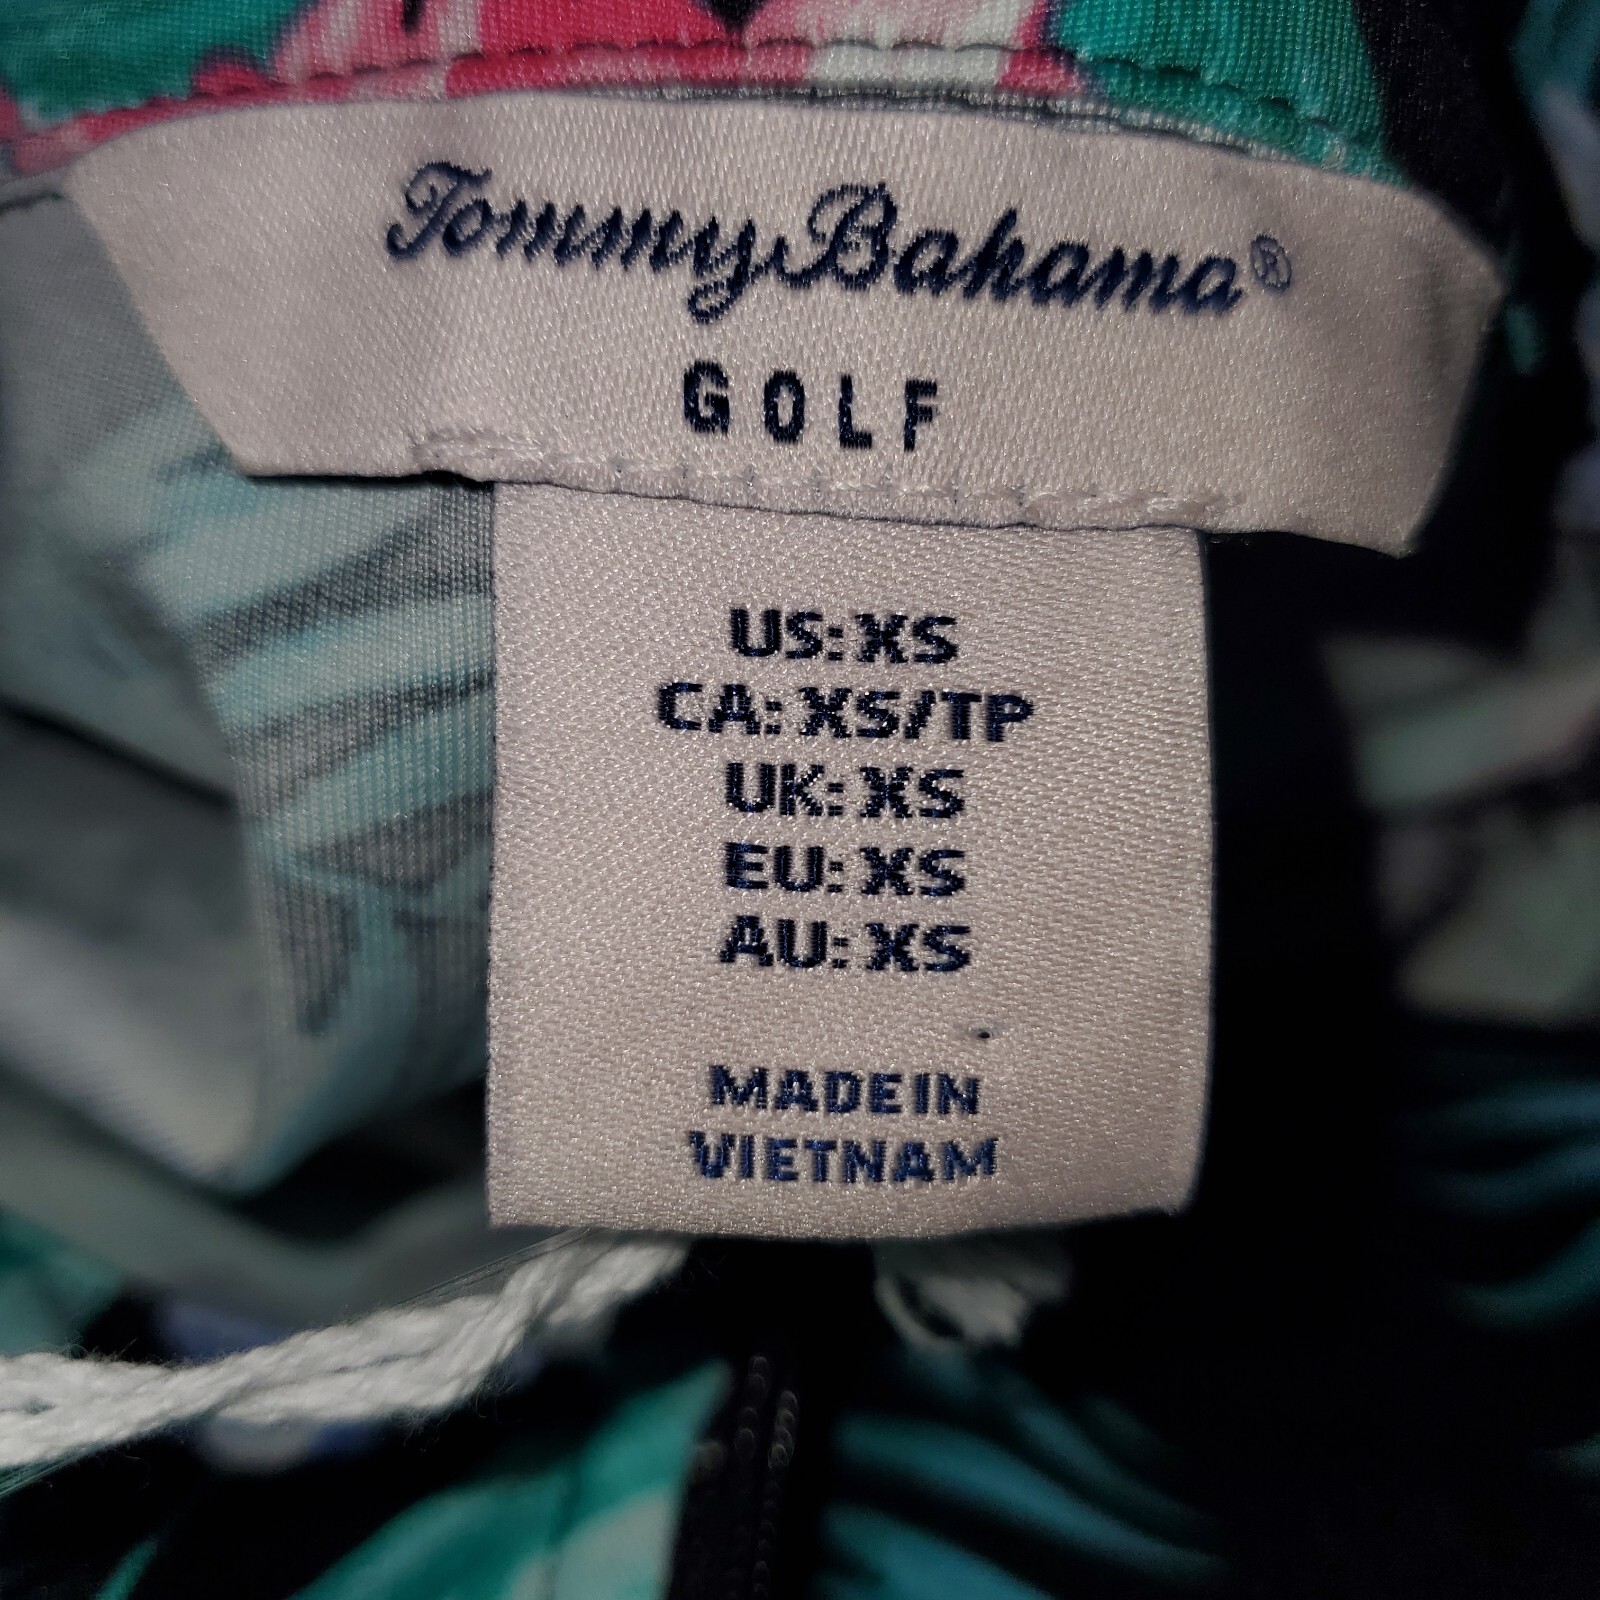 Tommy Bahama®
GOLF
US: XS
CA: XS/TP
UK: XS
EU: XS
AU: XS
MADE IN
VIETNAM